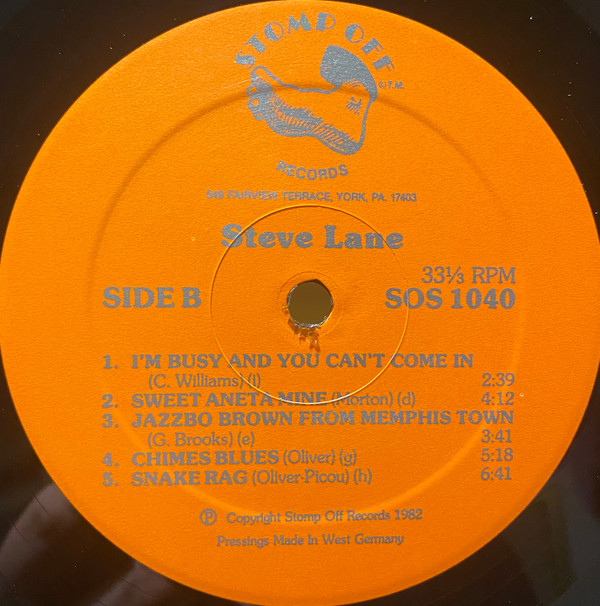 STOMP OFF
© T.M.
RECORDS
549 FAIRVIEW TERRACE, YORK, PA. 17403
Steve Lane
33⅓ RPM
SIDE B SOS 1040
1. I'M BUSY AND YOU CAN'T COME IN
(C. Williams) (i) 2:39
2. SWEET ANETA MINE (Morton) (d) 4:12
3. JAZZBO BROWN FROM MEMPHIS TOWN
(G. Brooks) (e) 3:41
4. CHIMES BLUES (Oliver) (g) 5:18
5. SNAKE RAG (Oliver-Picou) (h) 6:41
℗ Copyright Stomp Off Records 1982
Pressings Made In West Germany